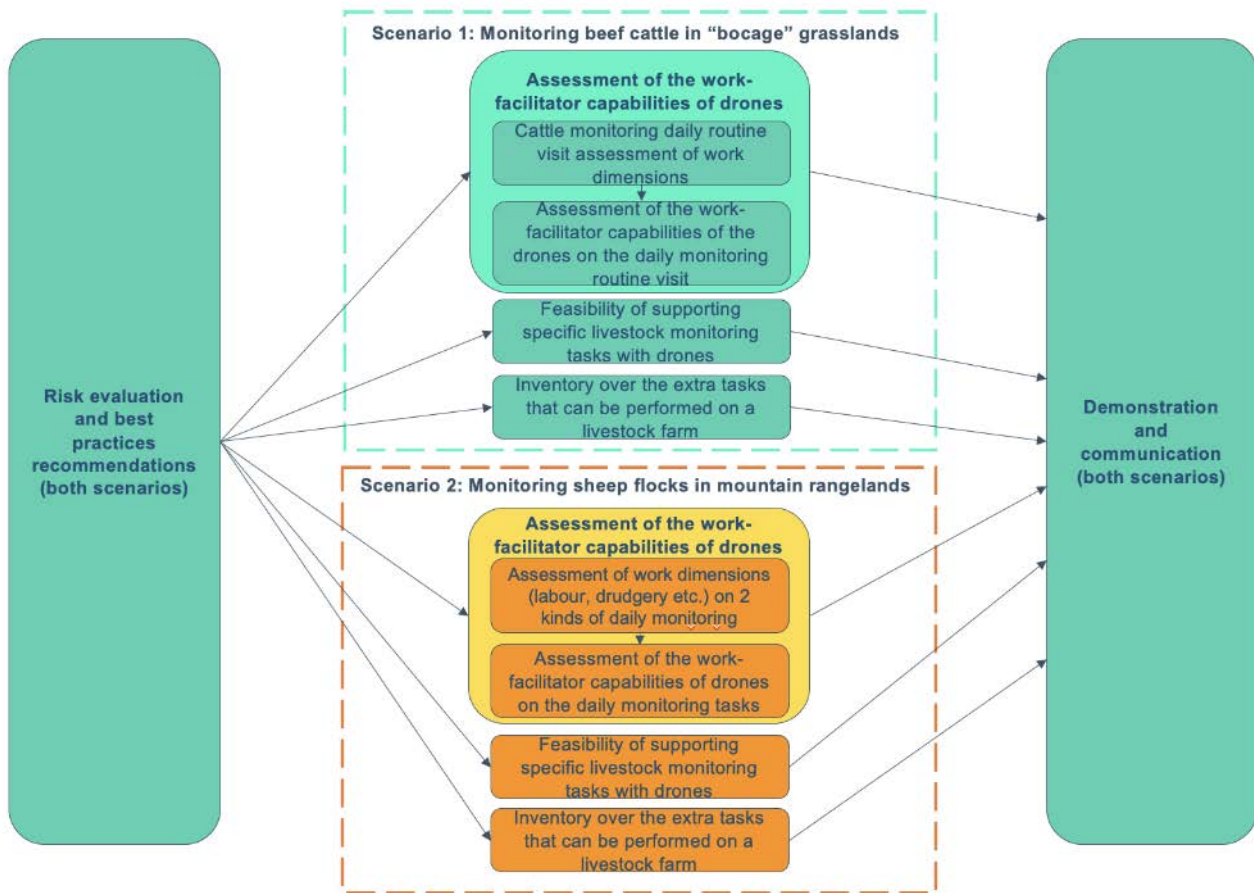 Risk evaluation
and best
practices
recommendations
(both scenarios)
Scenario 1: Monitoring beef cattle in “bocage” grasslands
Assessment of the work-
facilitator capabilities of drones
Cattle monitoring daily routine
visit assessment of work
dimensions
Assessment of the work-
facilitator capabilities of the
drones on the daily monitoring
routine visit
Feasibility of supporting
specific livestock monitoring
tasks with drones
Inventory over the extra tasks
that can be performed on a
livestock farm
Scenario 2: Monitoring sheep flocks in mountain rangelands
Assessment of the work-
facilitator capabilities of drones
Assessment of work dimensions
(labour, drudgery etc.) on 2
kinds of daily monitoring
Assessment of the work-
facilitator capabilities of drones
on the daily monitoring tasks
Feasibility of supporting
specific livestock monitoring
tasks with drones
Inventory over the extra tasks
that can be performed on a
livestock farm
Demonstration
and
communication
(both scenarios)